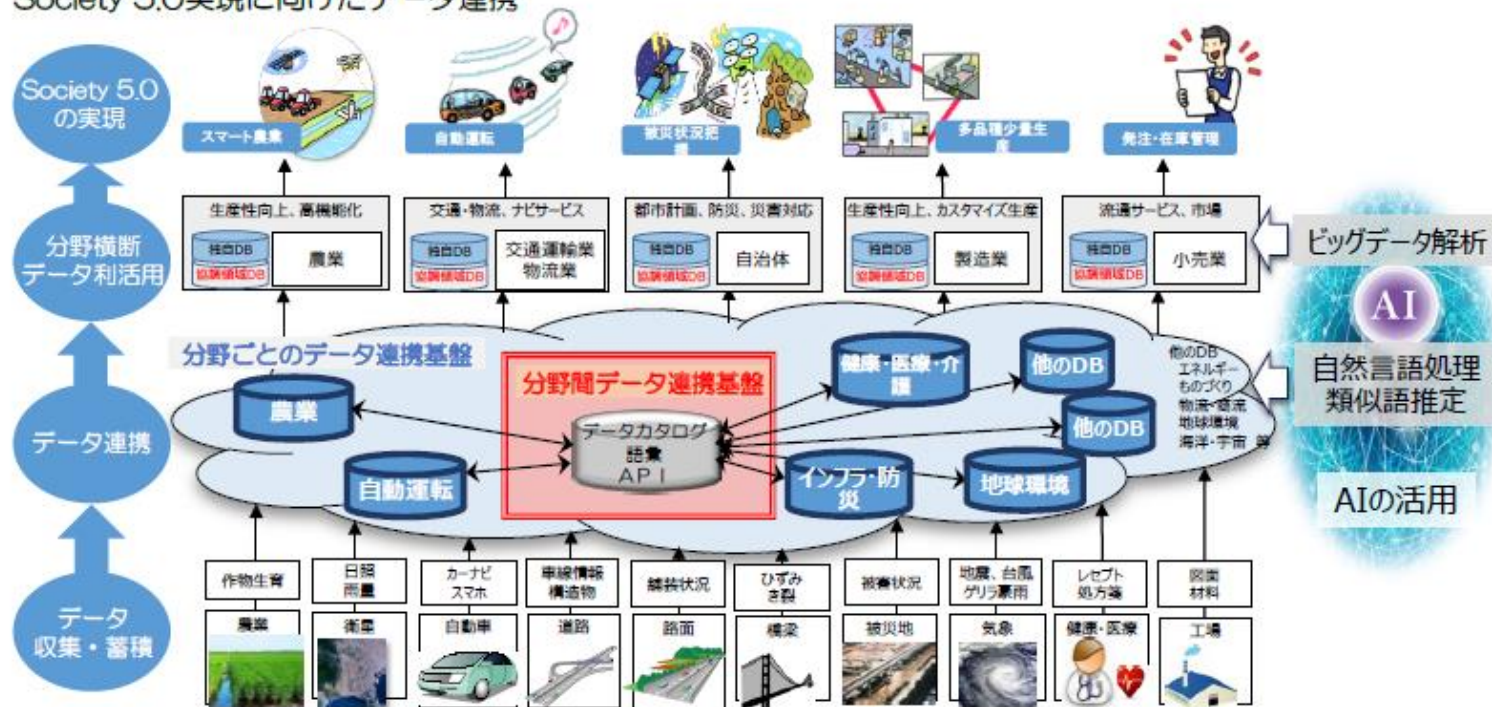 Society 5.0実現に向けたデータ連携
Society 5.0
の実現
スマート農業
自動運転
被災状況把
握
多品種少量生
産
発注・在庫管理
分野横断
データ利活用
生産性向上、高機能化
独自DB
協調領域DB
農業
交通・物流、ナビサービス
独自DB
協調領域DB
交通運輸業
物流業
都市計画、防災、災害対応
独自DB
協調領域DB
自治体
生産性向上、カスタマイズ生産
独自DB
協調領域DB
製造業
流通サービス、市場
独自DB
協調領域DB
小売業
ビッグデータ解析
AI
自然言語処理
類似語推定
AIの活用
データ連携
分野ごとのデータ連携基盤
農業
自動運転
分野間データ連携基盤
データカタログ
語彙
API
健康・医療・介
護
他のDB
他のDB
インフラ・防
災
地球環境
他のDB
エネルギー
ものづくり
物流・商流
地球環境
海洋・宇宙 等
データ
収集・蓄積
作物生育
農業
日照
雨量
衛星
カーナビ
スマホ
自動車
車線情報
構造物
道路
舗装状況
路面
ひずみ
き裂
橋梁
被害状況
被災地
地震、台風
ゲリラ豪雨
気象
レセプト
処方箋
健康・医療
図面
材料
工場